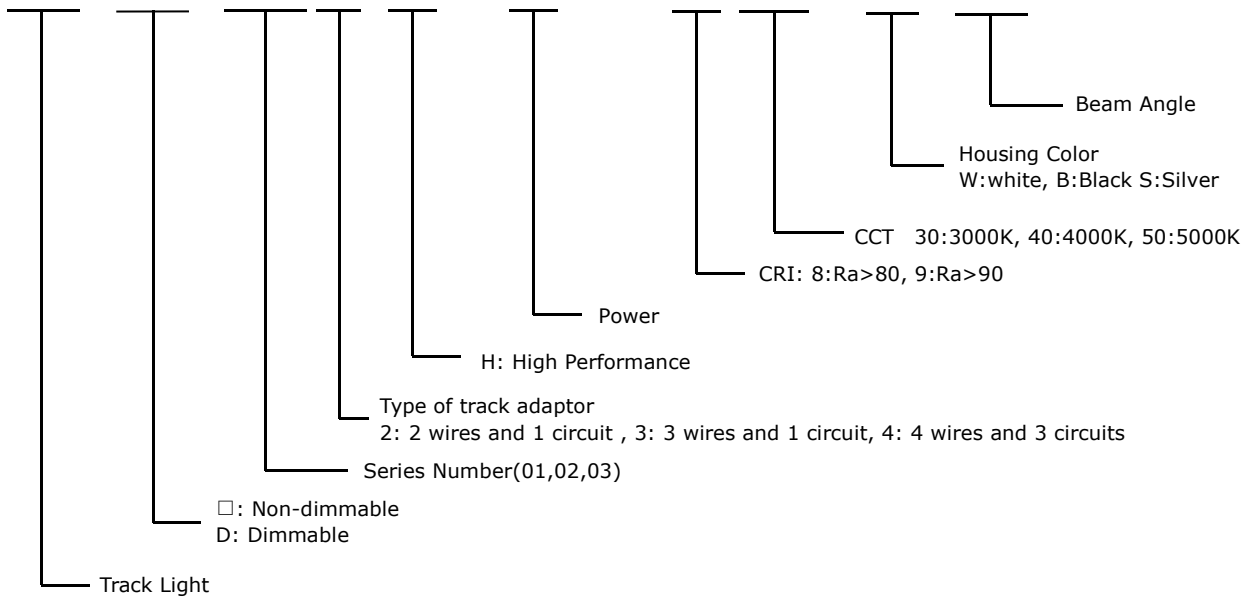 Beam Angle
Housing Color
W:white, B:Black S:Silver
CCT 30:3000K, 40:4000K, 50:5000K
CRI: 8:Ra>80, 9:Ra>90
Power
H: High Performance
Type of track adaptor
2: 2 wires and 1 circuit , 3: 3 wires and 1 circuit, 4: 4 wires and 3 circuits
Series Number(01,02,03)
□: Non-dimmable
D: Dimmable
Track Light